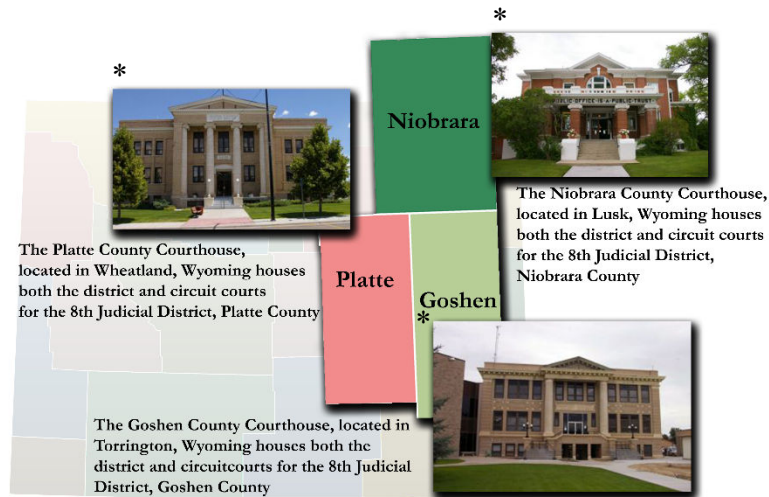 *
*
Niobrara
PUBLIC·OFFICE·IS·A·PUBLIC·TRUST
The Niobrara County Courthouse,
located in Lusk, Wyoming houses
both the district and circuit courts
for the 8th Judicial District,
Niobrara County
The Platte County Courthouse,
located in Wheatland, Wyoming houses
both the district and circuit courts
for the 8th Judicial District, Platte County
Platte
Goshen
*
The Goshen County Courthouse, located in
Torrington, Wyoming houses both the
district and circuitcourts for the 8th Judicial
District, Goshen County